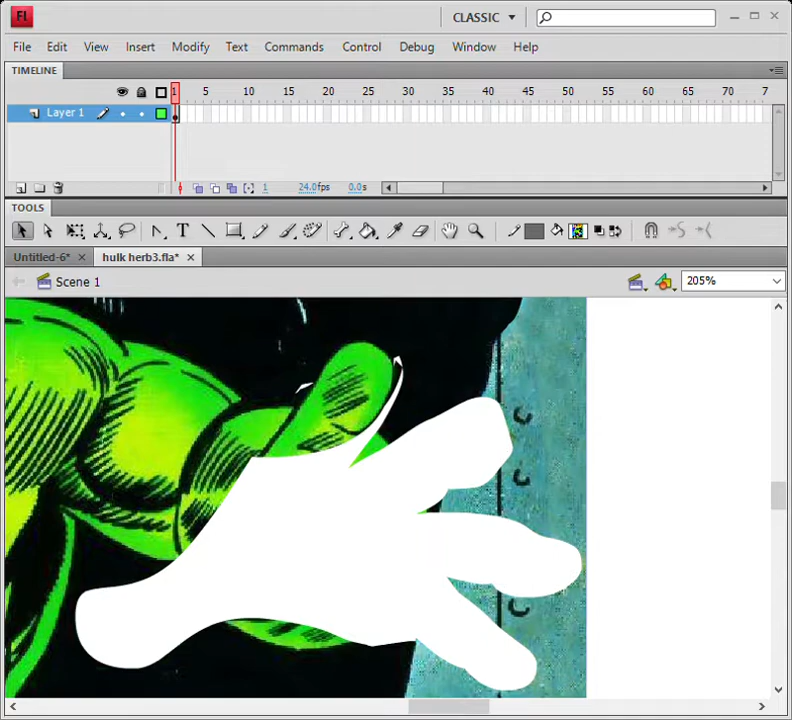 Fl CLASSIC
File Edit View Insert Modify Text Commands Control Debug Window Help
TIMELINE
1 5 10 15 20 25 30 35 40 45 50 55 60 65 70 7
Layer 1
1 24.0fps 0.0s
TOOLS
Untitled-6* × hulk herb3.fla* ×
Scene 1 205%